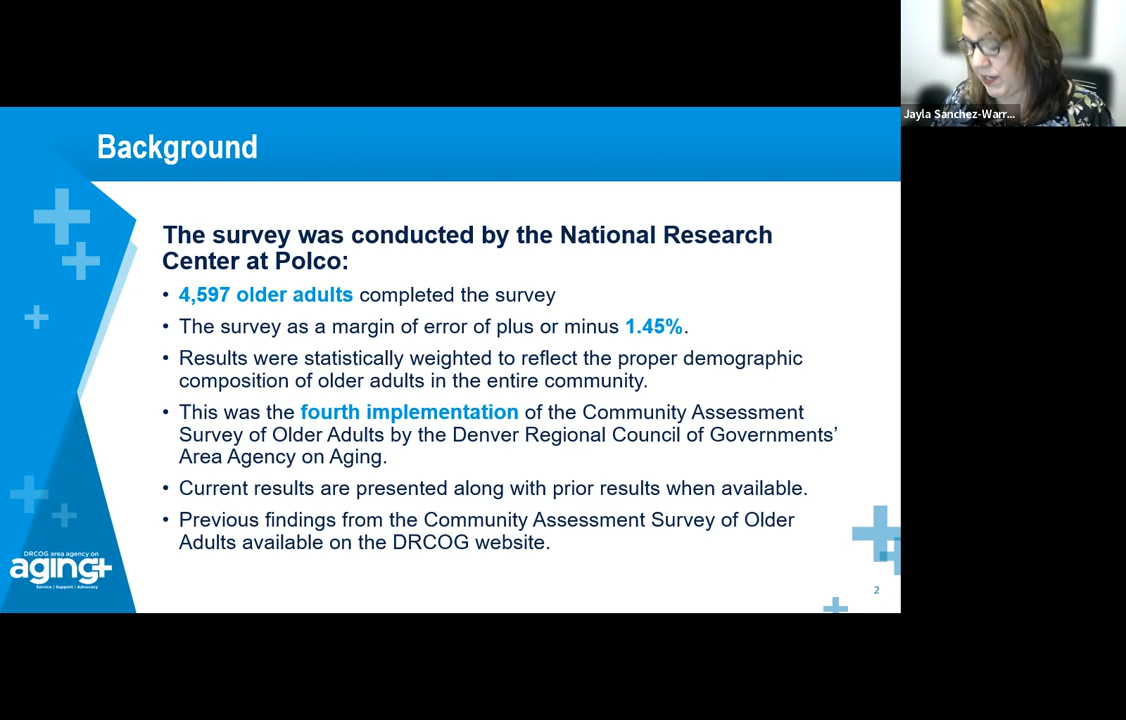 Jayla Sanchez-Warr...
Background
The survey was conducted by the National Research
Center at Polco:
• 4,597 older adults completed the survey
• The survey as a margin of error of plus or minus 1.45%.
• Results were statistically weighted to reflect the proper demographic
composition of older adults in the entire community.
• This was the fourth implementation of the Community Assessment
Survey of Older Adults by the Denver Regional Council of Governments’
Area Agency on Aging.
• Current results are presented along with prior results when available.
• Previous findings from the Community Assessment Survey of Older
Adults available on the DRCOG website.
DRCOG area agency on
aging+
Service | Support | Advocacy
2